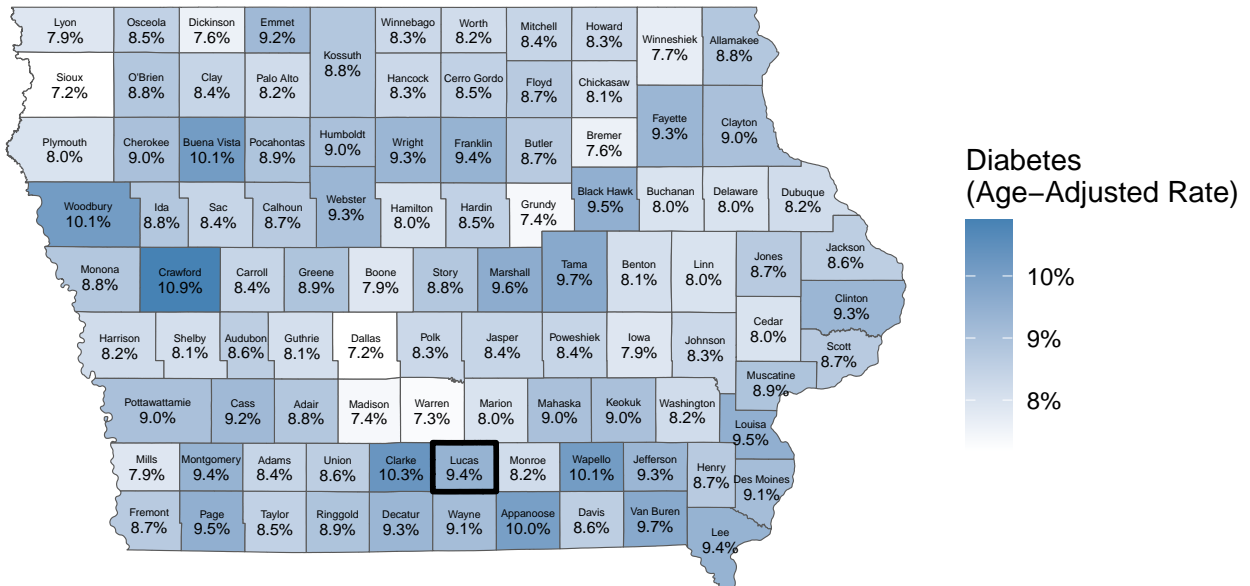 Lyon
7.9%
Osceola
8.5%
Dickinson
7.6%
Emmet
9.2%
Winnebago
8.3%
Worth
8.2%
Mitchell
8.4%
Howard
8.3%
Winneshiek
7.7%
Allamakee
8.8%
Kossuth
8.8%
Sioux
7.2%
O'Brien
8.8%
Clay
8.4%
Palo Alto
8.2%
Hancock
8.3%
Cerro Gordo
8.5%
Floyd
8.7%
Chickasaw
8.1%
Fayette
9.3%
Clayton
9.0%
Plymouth
8.0%
Cherokee
9.0%
Buena Vista
10.1%
Pocahontas
8.9%
Humboldt
9.0%
Wright
9.3%
Franklin
9.4%
Butler
8.7%
Bremer
7.6%
Diabetes
(Age−Adjusted Rate)
Woodbury
10.1%
Ida
8.8%
Sac
8.4%
Calhoun
8.7%
Webster
9.3%
Hamilton
8.0%
Hardin
8.5%
Grundy
7.4%
Black Hawk
9.5%
Buchanan
8.0%
Delaware
8.0%
Dubuque
8.2%
Monona
8.8%
Crawford
10.9%
Carroll
8.4%
Greene
8.9%
Boone
7.9%
Story
8.8%
Marshall
9.6%
Tama
9.7%
Benton
8.1%
Linn
8.0%
Jones
8.7%
Jackson
8.6%
Clinton
9.3%
10%
9%
8%
Harrison
8.2%
Shelby
8.1%
Audubon
8.6%
Guthrie
8.1%
Dallas
7.2%
Polk
8.3%
Jasper
8.4%
Poweshiek
8.4%
Iowa
7.9%
Johnson
8.3%
Cedar
8.0%
Scott
8.7%
Muscatine
8.9%
Pottawattamie
9.0%
Cass
9.2%
Adair
8.8%
Madison
7.4%
Warren
7.3%
Marion
8.0%
Mahaska
9.0%
Keokuk
9.0%
Washington
8.2%
Louisa
9.5%
Mills
7.9%
Montgomery
9.4%
Adams
8.4%
Union
8.6%
Clarke
10.3%
Lucas
9.4%
Monroe
8.2%
Wapello
10.1%
Jefferson
9.3%
Henry
8.7%
Des Moines
9.1%
Fremont
8.7%
Page
9.5%
Taylor
8.5%
Ringgold
8.9%
Decatur
9.3%
Wayne
9.1%
Appanoose
10.0%
Davis
8.6%
Van Buren
9.7%
Lee
9.4%